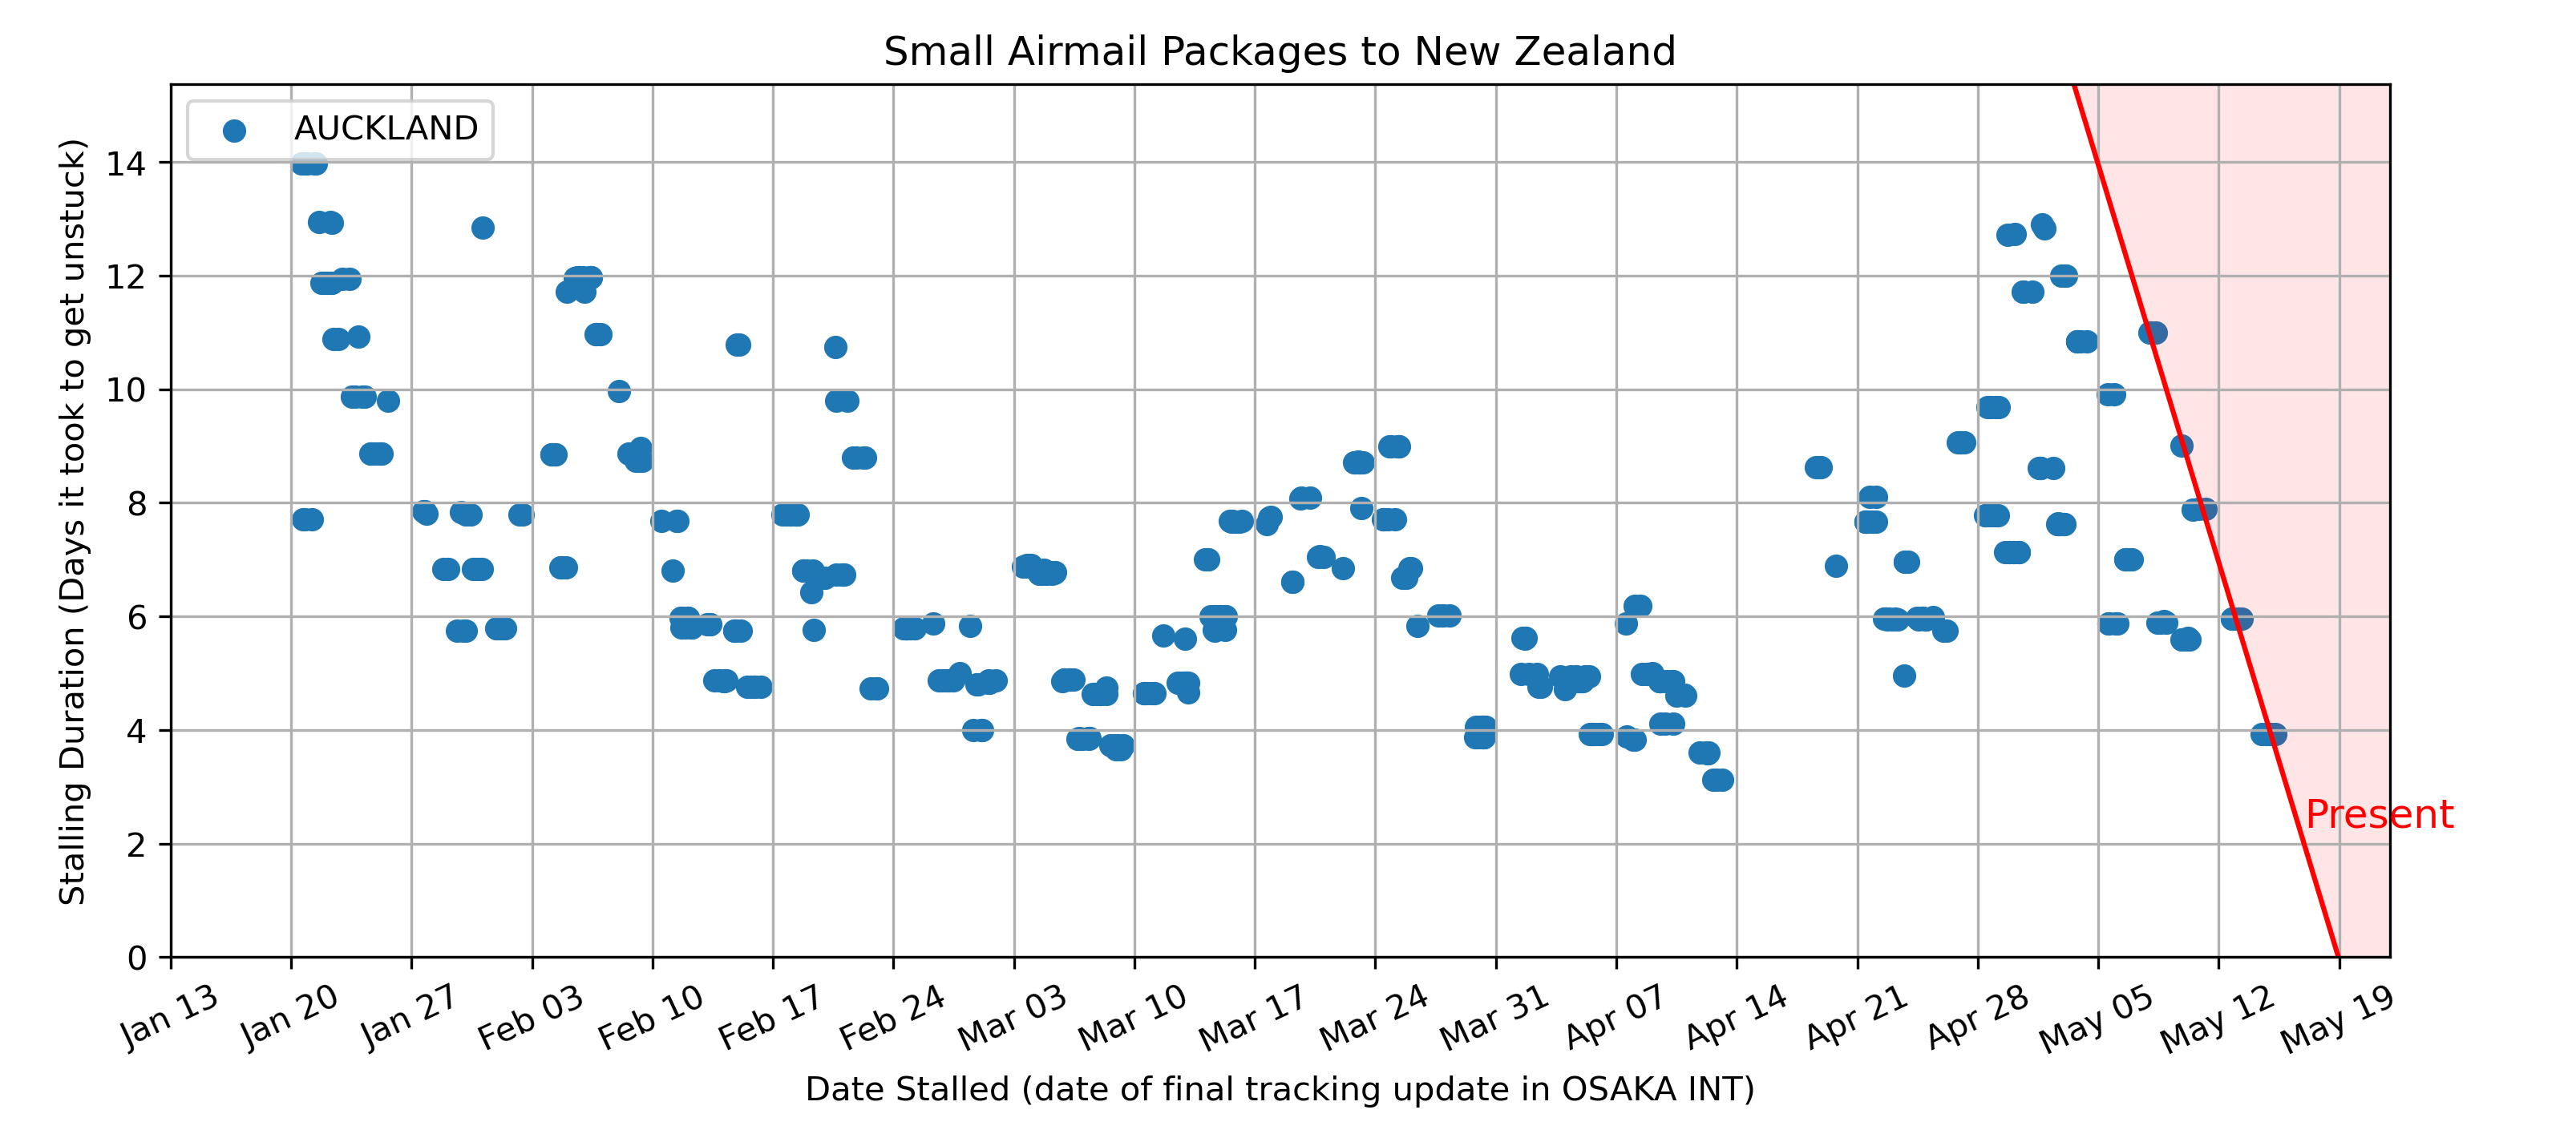 Small Airmail Packages to New Zealand
AUCKLAND
Stalling Duration (Days it took to get unstuck)
14
12
10
8
6
4
2
0
Present
Jan 13
Jan 20
Jan 27
Feb 03
Feb 10
Feb 17
Feb 24
Mar 03
Mar 10
Mar 17
Mar 24
Mar 31
Apr 07
Apr 14
Apr 21
Apr 28
May 05
May 12
May 19
Date Stalled (date of final tracking update in OSAKA INT)